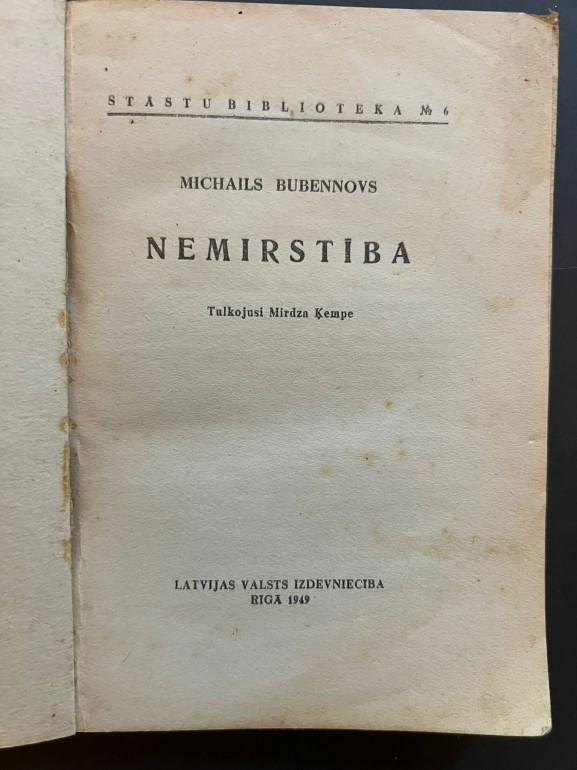 STĀSTU BIBLIOTĒKA № 6
MICHAILS BUBENNOVS
NEMIRSTĪBA
Tulkojusi Mirdza Ķempe
LATVIJAS VALSTS IZDEVNIECĪBA
RĪGĀ 1949